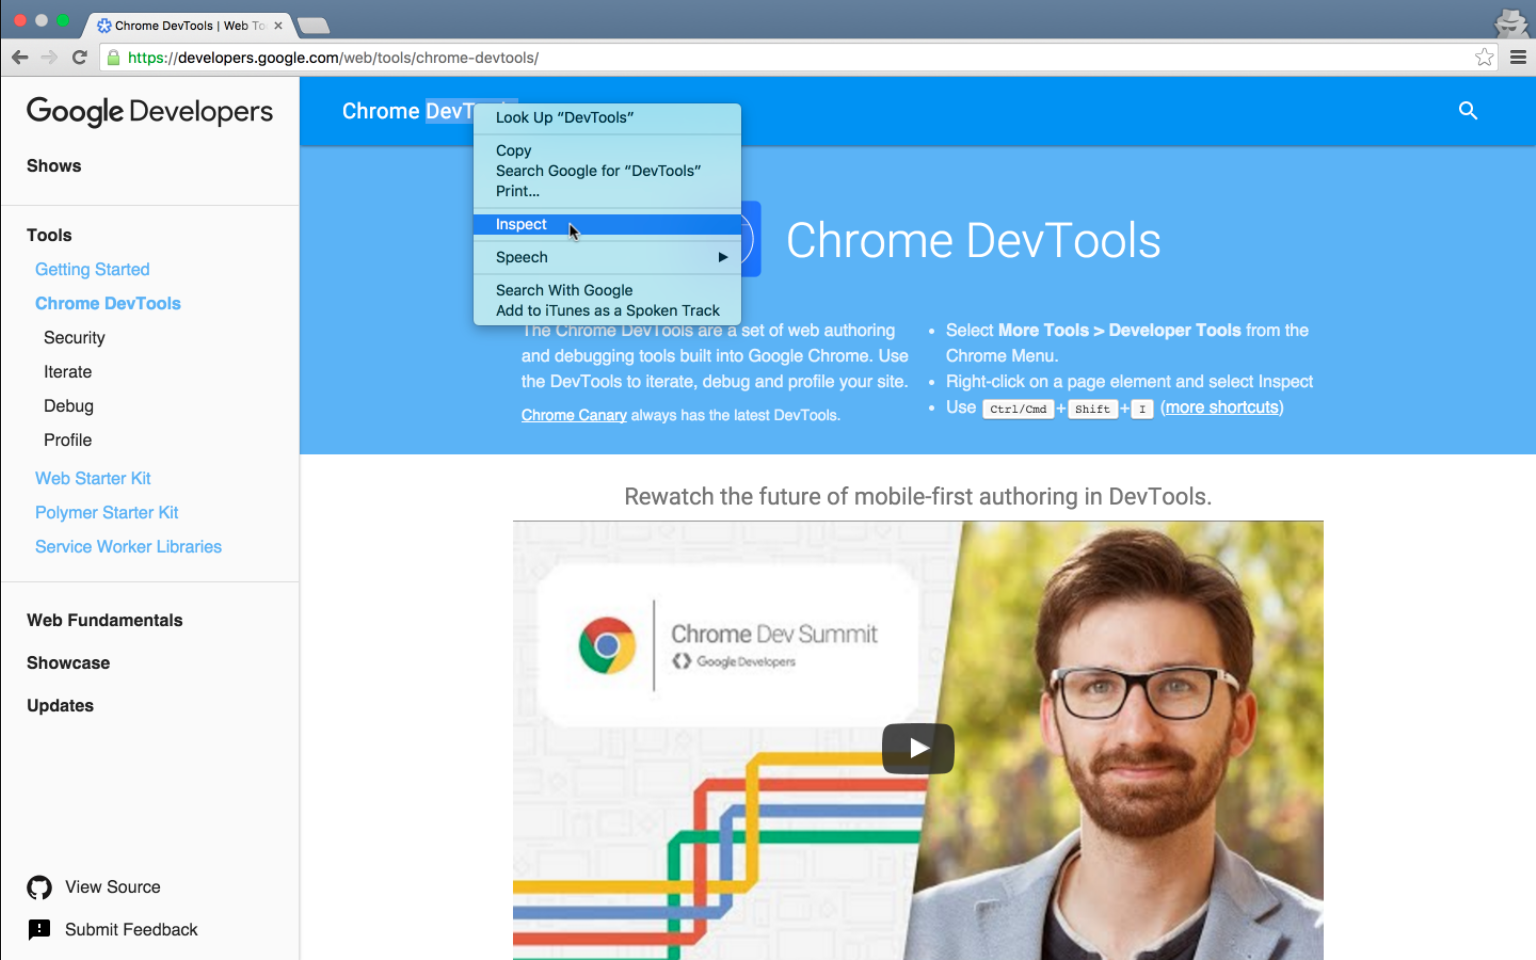 Chrome DevTools | Web To
https://developers.google.com/web/tools/chrome-devtools/
Google Developers
Shows
Tools
Getting Started
Chrome DevTools
Security
Iterate
Debug
Profile
Web Starter Kit
Polymer Starter Kit
Service Worker Libraries
Web Fundamentals
Showcase
Updates
View Source
Submit Feedback
Chrome DevTools
Look Up “DevTools”
Copy
Search Google for “DevTools”
Print...
Inspect
Speech
Search With Google
Add to iTunes as a Spoken Track
Chrome DevTools
The Chrome DevTools are a set of web authoring
and debugging tools built into Google Chrome. Use
the DevTools to iterate, debug and profile your site.
Chrome Canary always has the latest DevTools.
• Select More Tools > Developer Tools from the
Chrome Menu.
• Right-click on a page element and select Inspect
• Use Ctrl/Cmd+Shift+I (more shortcuts)
Rewatch the future of mobile-first authoring in DevTools.
Chrome Dev Summit
Google Developers